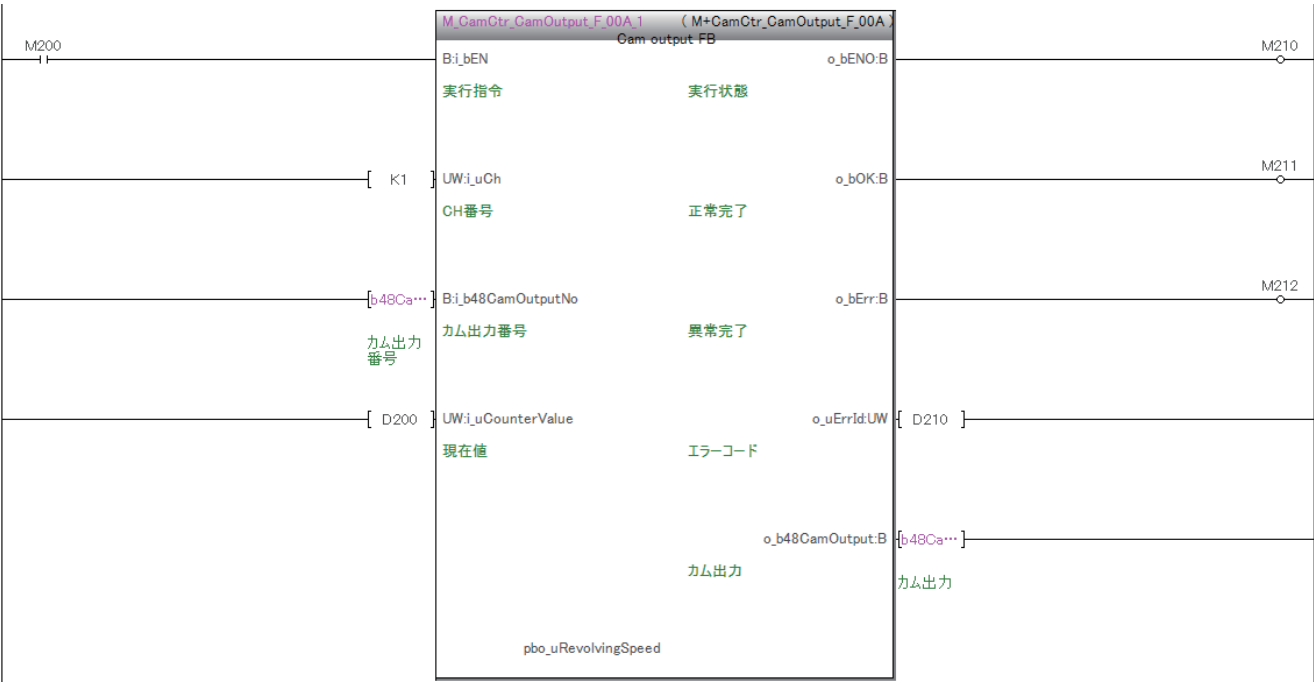 M_CamCtr_CamOutput_F_00A_1 (M+CamCtr_CamOutput_F_00A)
Cam output FB
M200
B:i_bEN
o_bENO:B
M210
実行指令
実行状態
K1
UW:i_uCh
o_bOK:B
M211
CH番号
正常完了
b48Ca…
B:i_b48CamOutputNo
o_bErr:B
M212
カム出力
番号
カム出力番号
異常完了
D200
UW:i_uCounterValue
o_uErrId:UW
D210
現在値
エラーコード
o_b48CamOutput:B
b48Ca…
カム出力
カム出力
pbo_uRevolvingSpeed